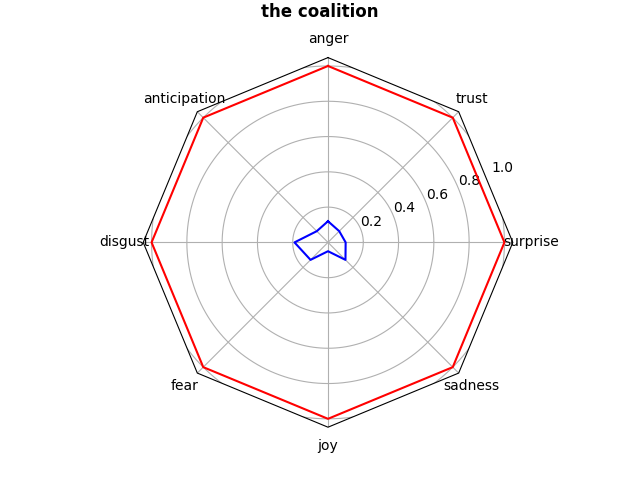 the coalition
anger
anticipation
trust
1.0
0.8
0.6
0.4
0.2
disgust
surprise
fear
sadness
joy